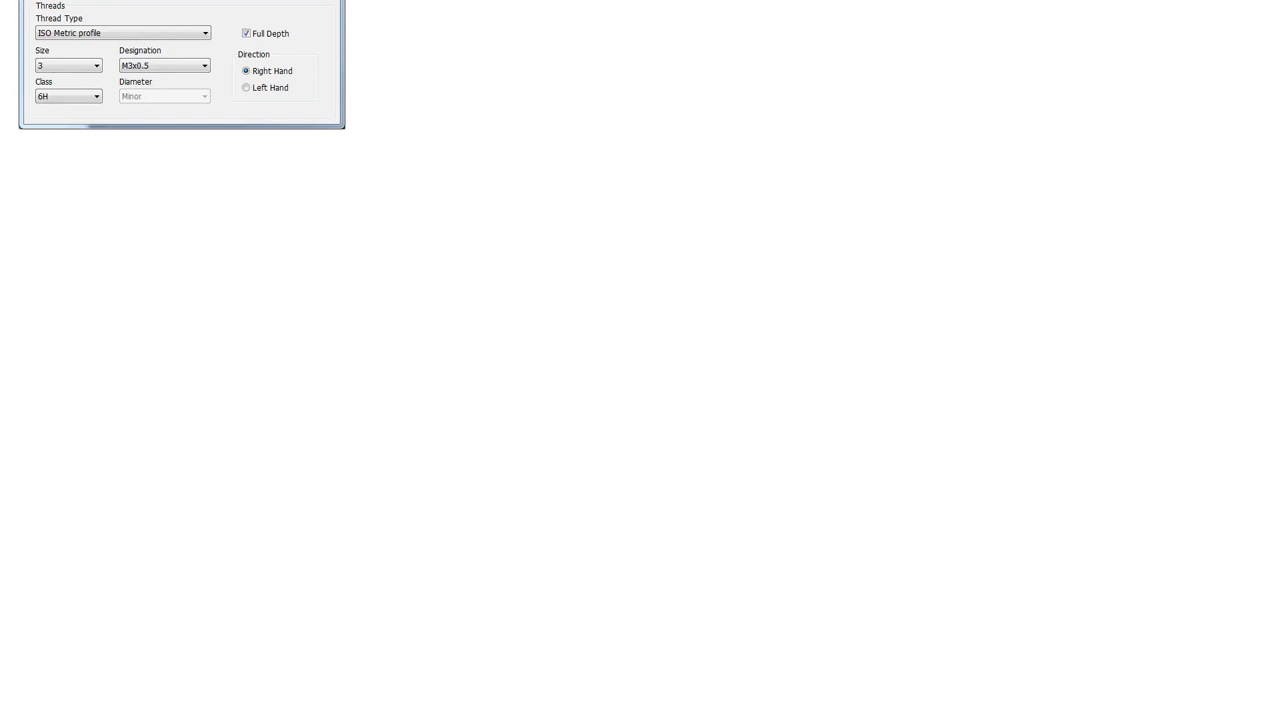 Threads
Thread Type
ISO Metric profile
Full Depth
Size
Designation
Direction
3
M3x0.5
Right Hand
Class
Diameter
Left Hand
6H
Minor